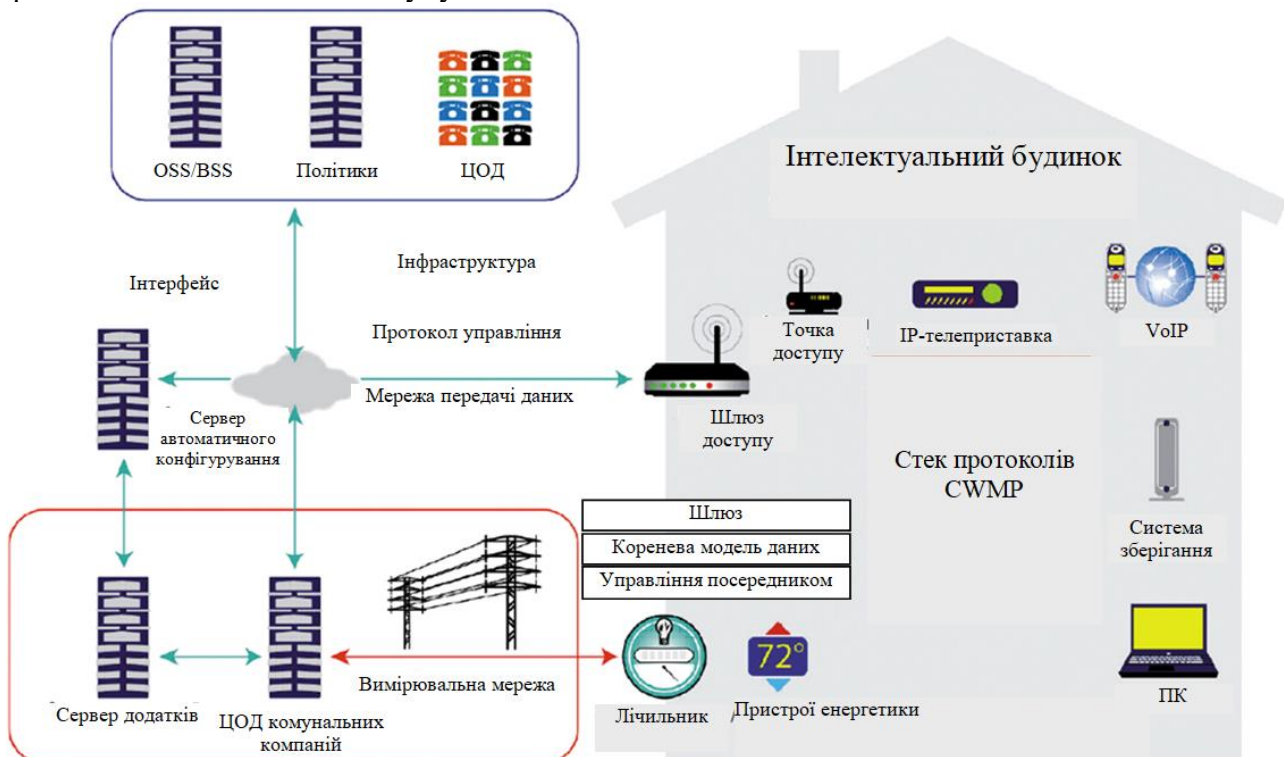 OSS/BSS
Політики
ЦОД
Інтелектуальний будинок
Інтерфейс
Інфраструктура
Протокол управління
Мережа передачі даних
Сервер
автоматичного
конфігурування
Точка
доступу
ІР-телеприставка
VoIP
Шлюз
доступу
Стек протоколів
CWMP
Система
зберігання
Шлюз
Коренева модель даних
Управління посередником
72°
Вимірювальна мережа
Сервер додатків
ЦОД комунальних
компаній
Лічильник
Пристрої енергетики
ПК